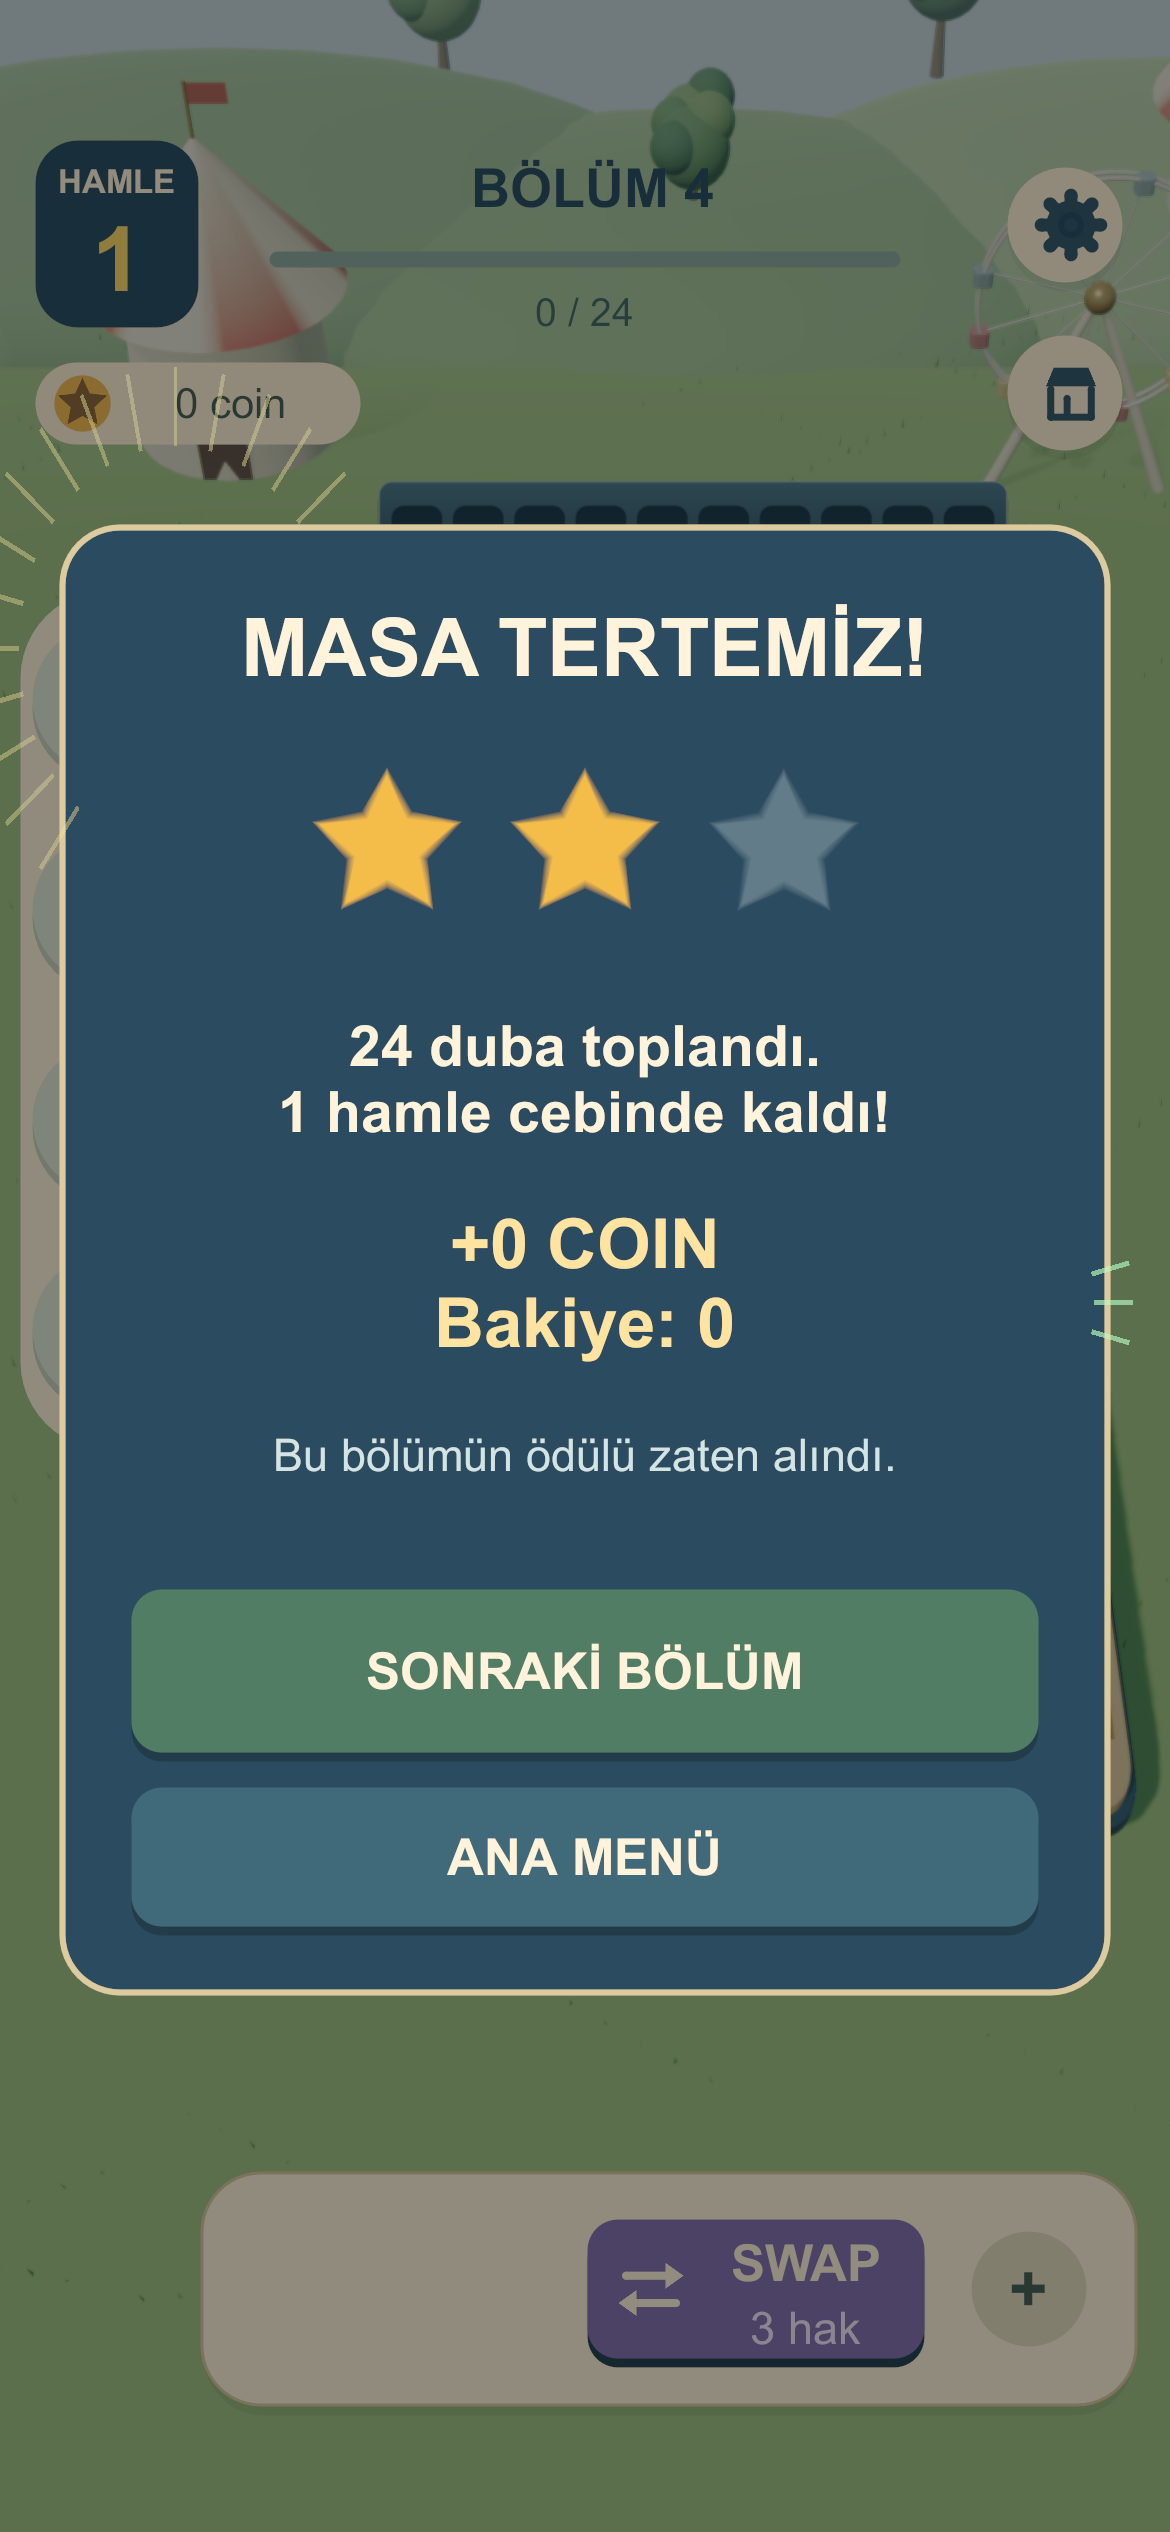 HAMLE
1
BÖLÜM 4
0 / 24
0 coin
MASA TERTEMİZ!
24 duba toplandı.
1 hamle cebinde kaldı!
+0 COIN
Bakiye: 0
Bu bölümün ödülü zaten alındı.
SONRAKİ BÖLÜM
ANA MENÜ
SWAP
3 hak
+